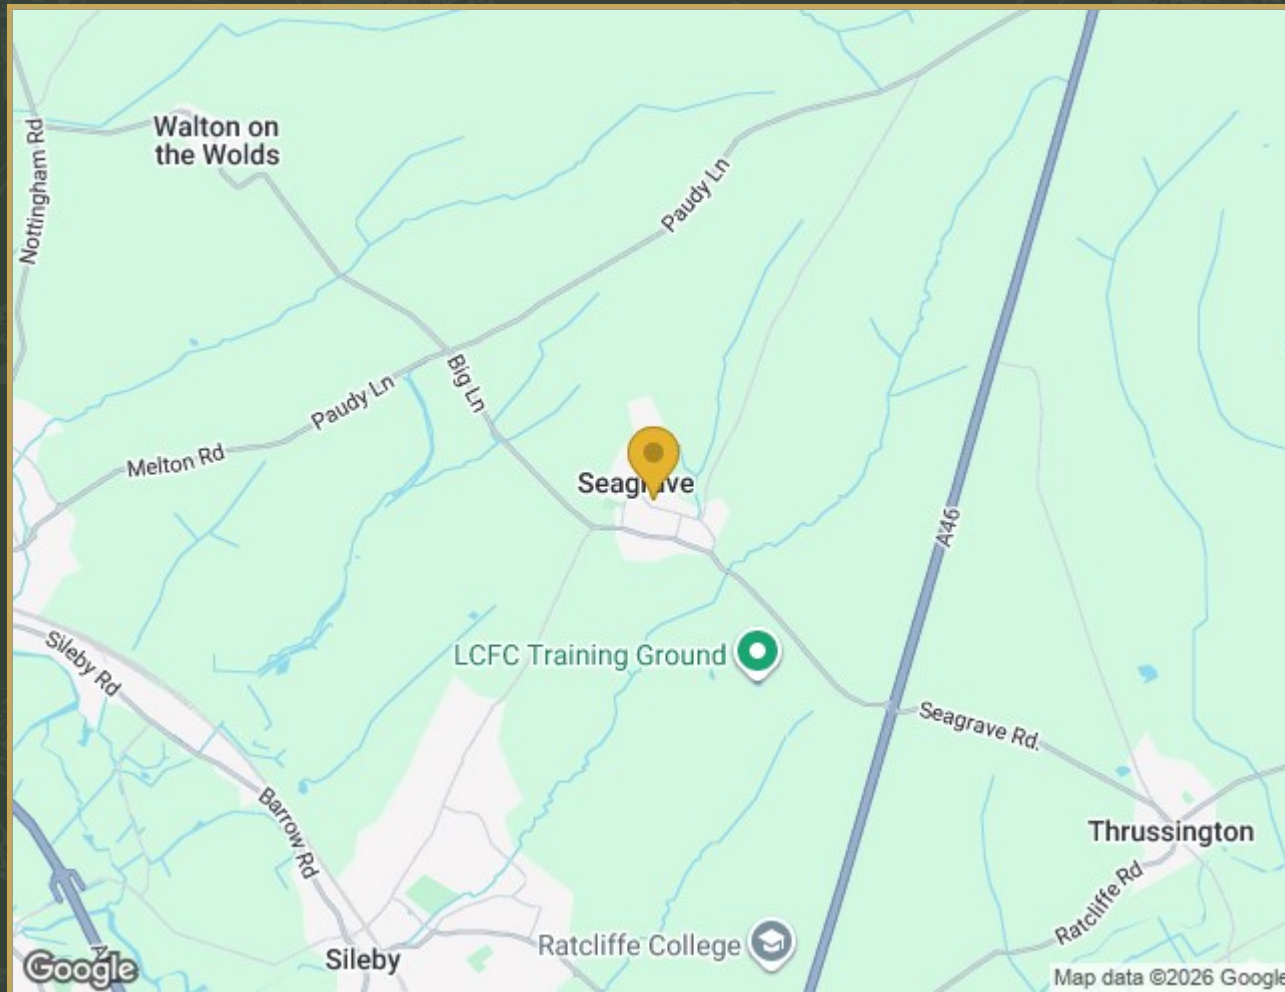 Walton on
the Wolds
Nottingham Rd
Paudy Ln
Big Ln
Paudy Ln
Melton Rd
Seagrave
A46
LCFC Training Ground
Sileby Rd
Seagrave Rd.
Barrow Rd
Thrussington
Ratcliffe Rd
Ratcliffe College
Sileby
Google
Map data ©2026 Google